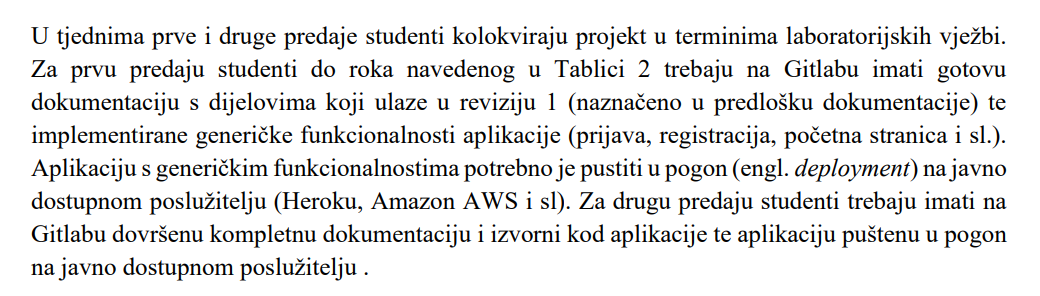 U tjednima prve i druge predaje studenti kolokviraju projekt u terminima laboratorijskih vježbi.
Za prvu predaju studenti do roka navedenog u Tablici 2 trebaju na Gitlabu imati gotovu
dokumentaciju s dijelovima koji ulaze u reviziju 1 (naznačeno u predlošku dokumentacije) te
implementirane generičke funkcionalnosti aplikacije (prijava, registracija, početna stranica i sl.).
Aplikaciju s generičkim funkcionalnostima potrebno je pustiti u pogon (engl. deployment) na javno
dostupnom poslužitelju (Heroku, Amazon AWS i sl). Za drugu predaju studenti trebaju imati na
Gitlabu dovršenu kompletnu dokumentaciju i izvorni kod aplikacije te aplikaciju puštenu u pogon
na javno dostupnom poslužitelju .